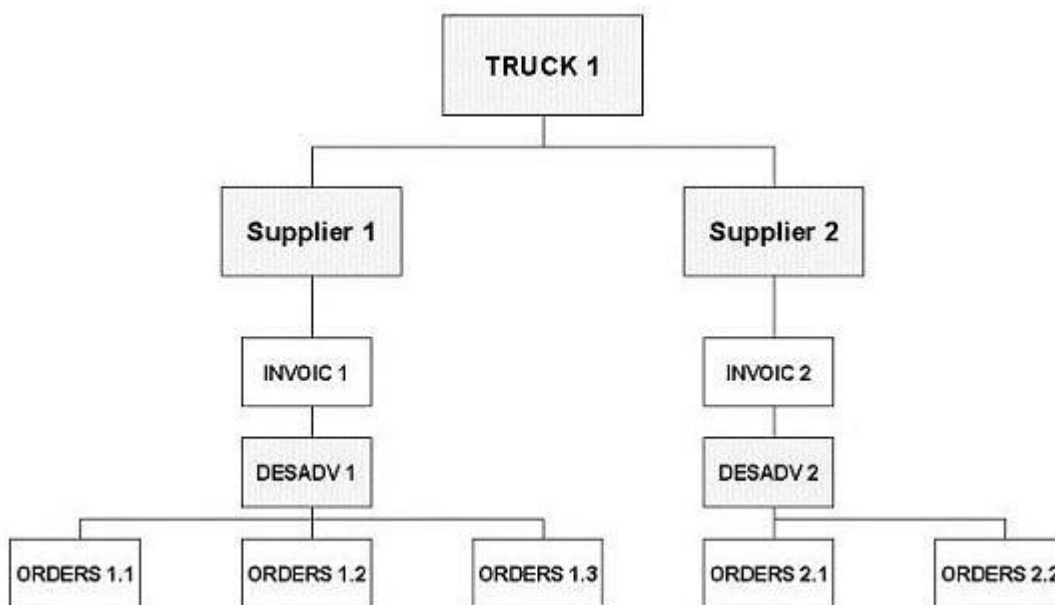 TRUCK 1
Supplier 1
Supplier 2
INVOIC 1
INVOIC 2
DESADV 1
DESADV 2
ORDERS 1.1
ORDERS 1.2
ORDERS 1.3
ORDERS 2.1
ORDERS 2.2